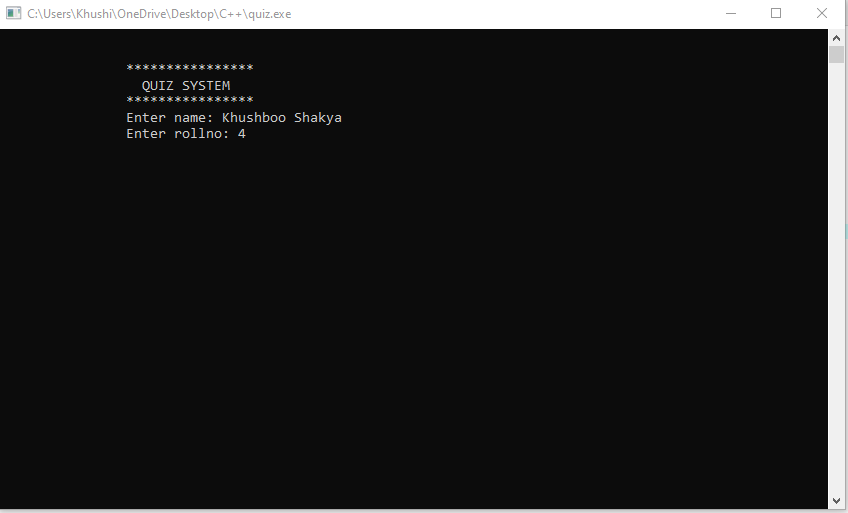 C:\Users\Khushi\OneDrive\Desktop\C++\quiz.exe
****************
QUIZ SYSTEM
****************
Enter name: Khushboo Shakya
Enter rollno: 4